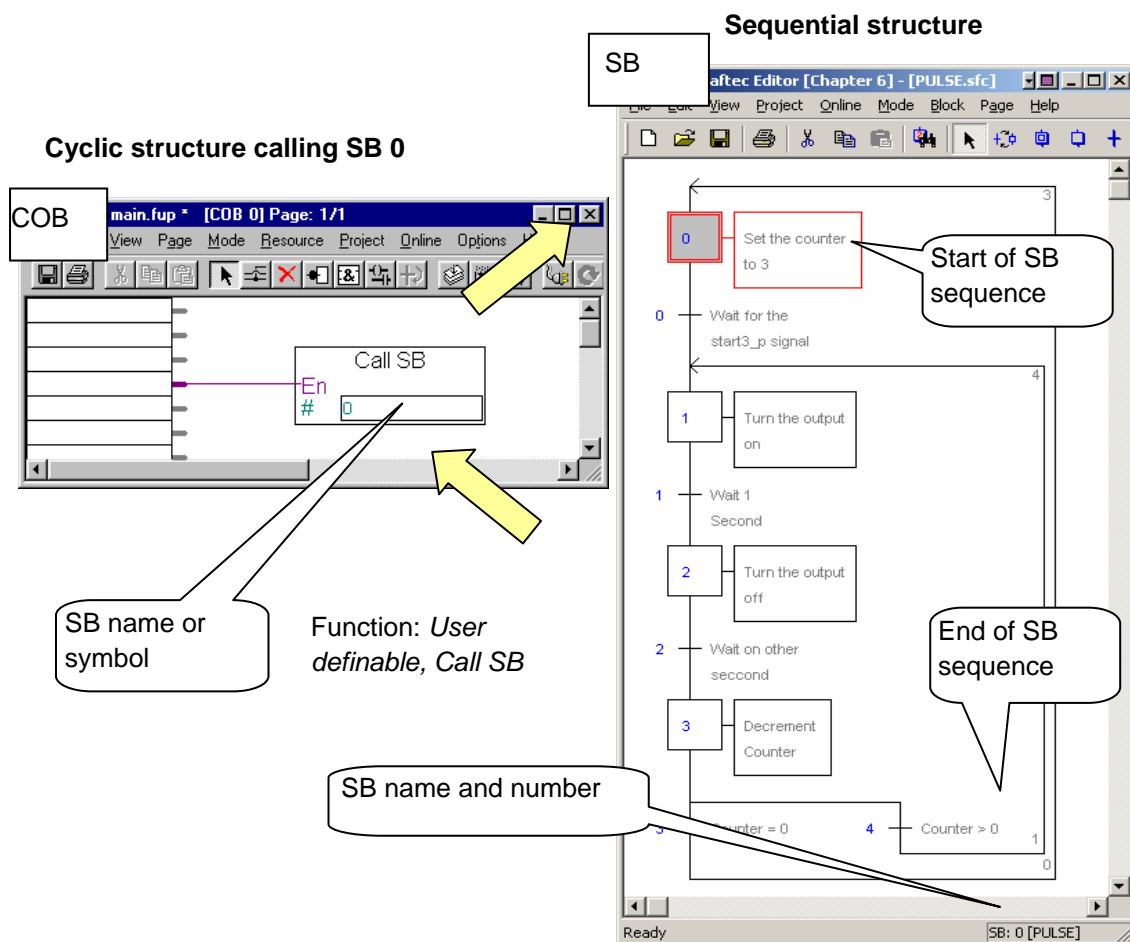 Sequential structure
SB
aftec Editor [Chapter 6] - [PULSE.sfc]
View Project Online Mode Block Page Help
Cyclic structure calling SB 0
COB
main.fup * [COB 0] Page: 1/1
View Page Mode Resource Project Online Options
Call SB
En
# 0
SB name or
symbol
Function: User
definable, Call SB
3
0
Set the counter
to 3
Start of SB
sequence
0
Wait for the
start3_p signal
4
1
Turn the output
on
1
Wait 1
Second
2
Turn the output
off
2
Wait on other
seccond
End of SB
sequence
3
Decrement
Counter
SB name and number
3
Counter = 0
4
Counter > 0
1
0
Ready
SB: 0 [PULSE]